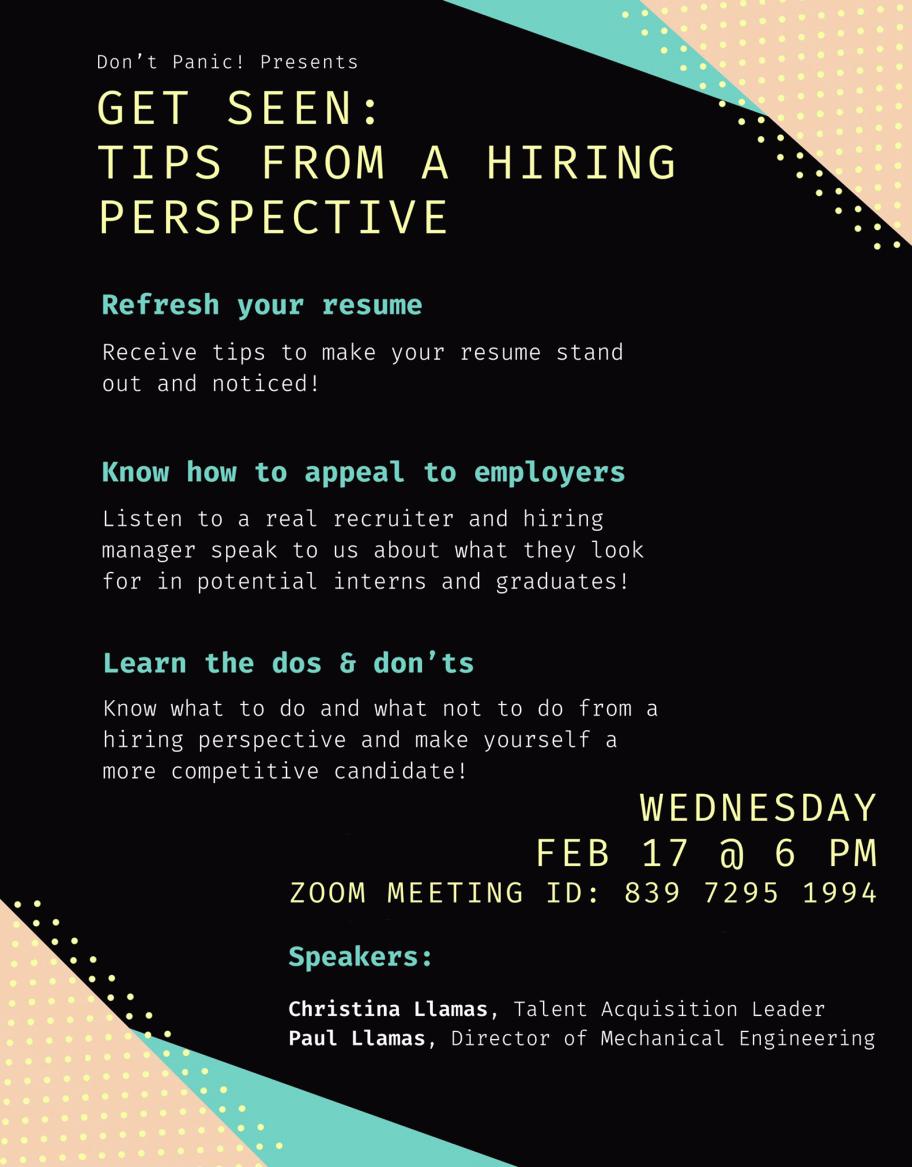 Don’t Panic! Presents
GET SEEN:
TIPS FROM A HIRING
PERSPECTIVE
Refresh your resume
Receive tips to make your resume stand
out and noticed!
Know how to appeal to employers
Listen to a real recruiter and hiring
manager speak to us about what they look
for in potential interns and graduates!
Learn the dos & don’ts
Know what to do and what not to do from a
hiring perspective and make yourself a
more competitive candidate!
WEDNESDAY
FEB 17 @ 6 PM
ZOOM MEETING ID: 839 7295 1994
Speakers:
Christina Llamas, Talent Acquisition Leader
Paul Llamas, Director of Mechanical Engineering